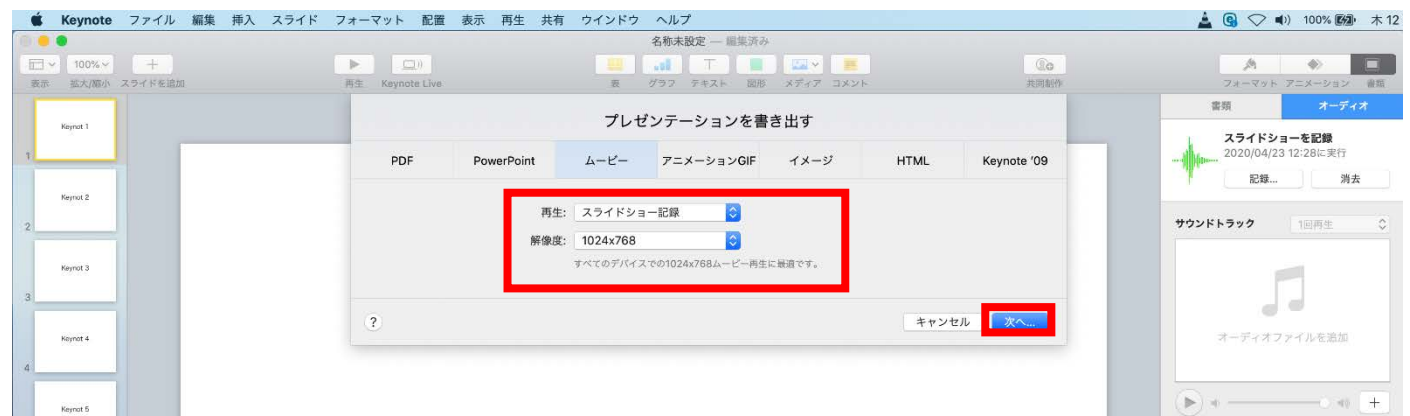 Keynote ファイル 編集 挿入 スライド フォーマット 配置 表示 再生 共有 ウインドウ ヘルプ 100% 木 12
名称未設定 — 編集済み
100%
表示 拡大/縮小 スライドを追加 再生 Keynote Live 表 グラフ テキスト 図形 メディア コメント 共同制作 フォーマット アニメーション 書類
書類 オーディオ
プレゼンテーションを書き出す
PDF PowerPoint ムービー アニメーションGIF イメージ HTML Keynote '09
再生: スライドショー記録
解像度: 1024x768
すべてのデバイスでの1024x768ムービー再生に最適です。
? キャンセル 次へ...
Keynot 1
1
Keynot 2
2
Keynot 3
3
Keynot 4
4
Keynot 5
スライドショーを記録
2020/04/23 12:28に実行
記録... 消去
サウンドトラック 1回再生
オーディオファイルを追加